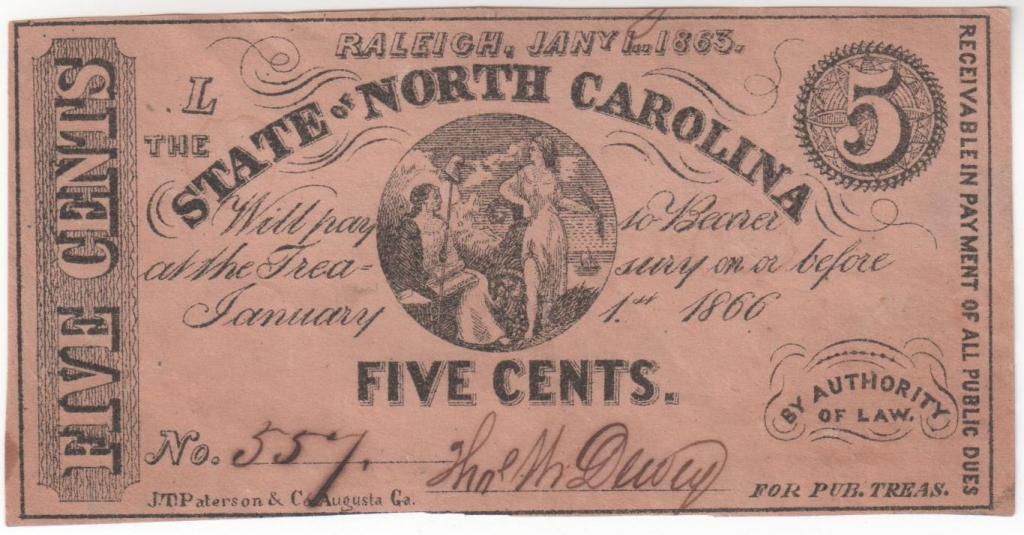 RALEIGH, JANY 1st 1863.
L
THE STATE of NORTH CAROLINA
5
FIVE CENTS
Will pay to Bearer
at the Trea= sury on or before
January 1st 1866
FIVE CENTS.
BY AUTHORITY
OF LAW.
RECEIVABLE IN PAYMENT OF ALL PUBLIC DUES
No. 557.
Thos W Dewey
FOR PUB. TREAS.
J.T. Paterson & Co Augusta Ga.